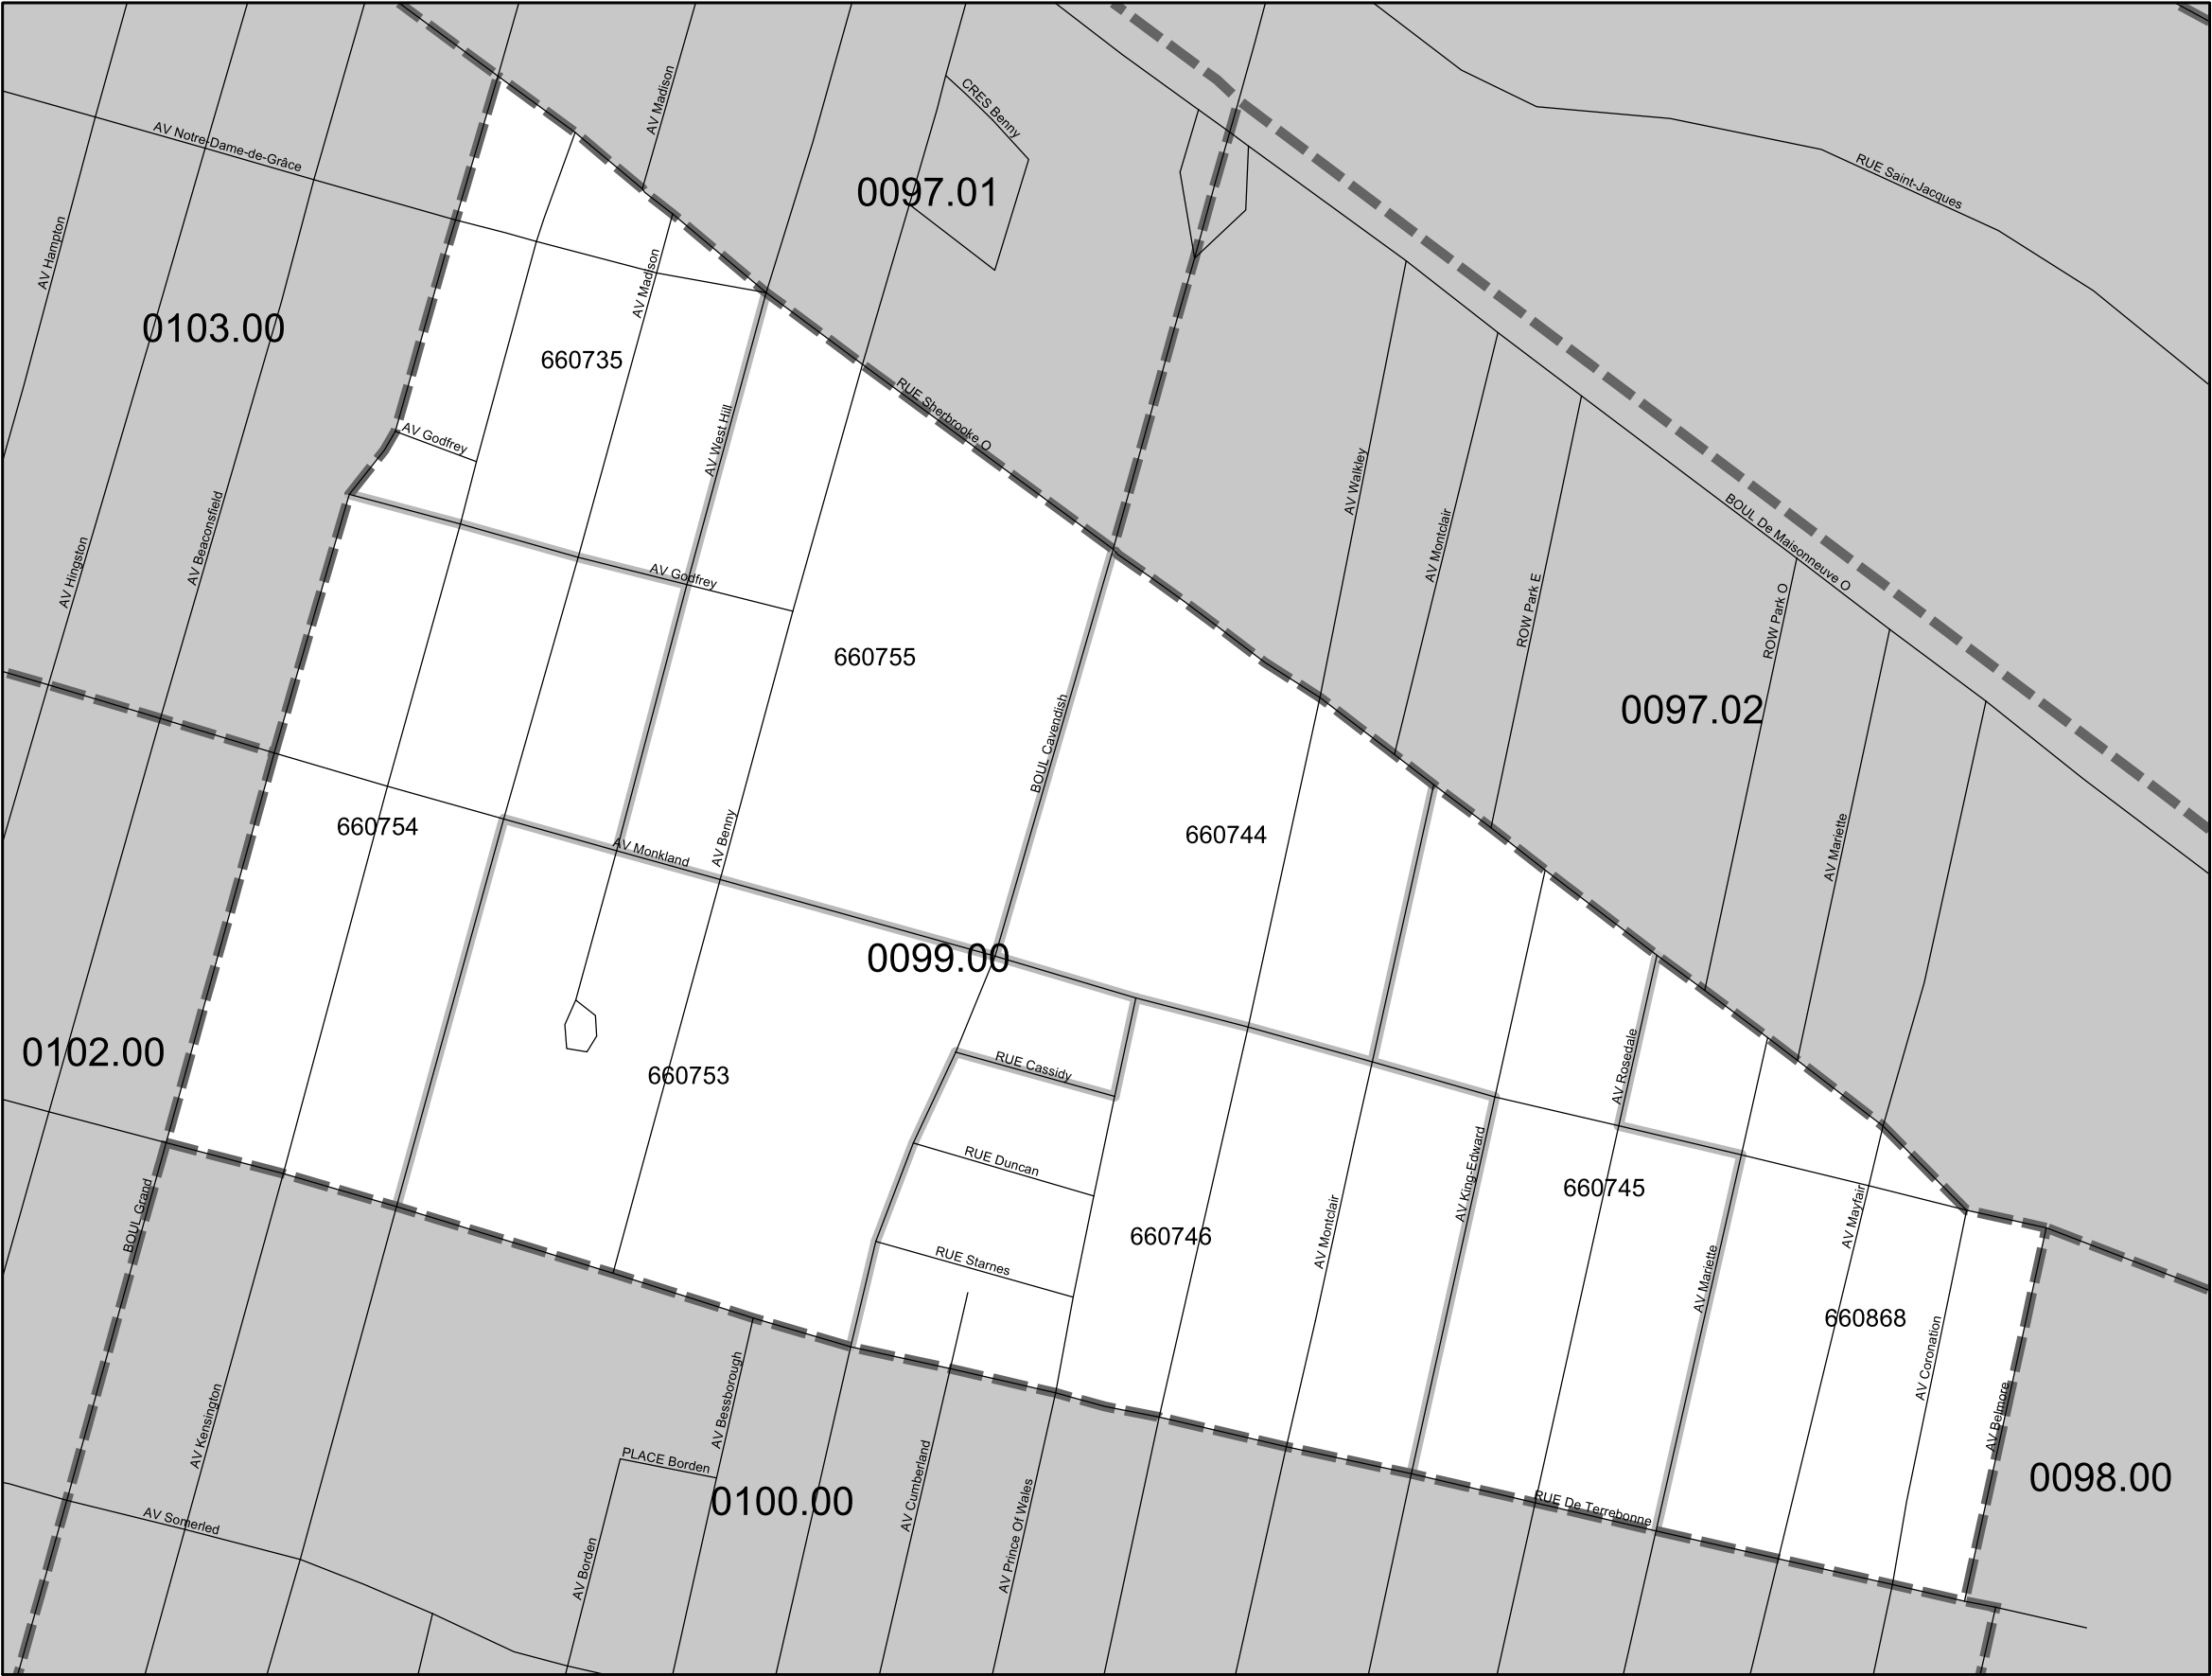 AV Madison
CRES Benny
AV Notre-Dame-de-Grâce
RUE Saint-Jacques
0097.01
AV Hampton
AV Madison
0103.00
660735
RUE Sherbrooke O
AV Godfrey
AV West Hill
AV Walkley
AV Beaconsfield
AV Montclair
BOUL De Maisonneuve O
AV Hingston
AV Godfrey
ROW Park E
ROW Park O
660755
0097.02
BOUL Cavendish
660754
AV Monkland
AV Benny
660744
AV Mariette
0099.00
0102.00
660753
RUE Cassidy
AV Rosedale
RUE Duncan
AV King-Edward
660745
BOUL Grand
AV Mayfair
660746
AV Montclair
RUE Starnes
AV Mariette
660868
AV Coronation
AV Kensington
AV Bessborough
AV Belmore
PLACE Borden
0100.00
AV Cumberland
0098.00
RUE De Terrebonne
AV Somerled
AV Borden
AV Prince Of Wales